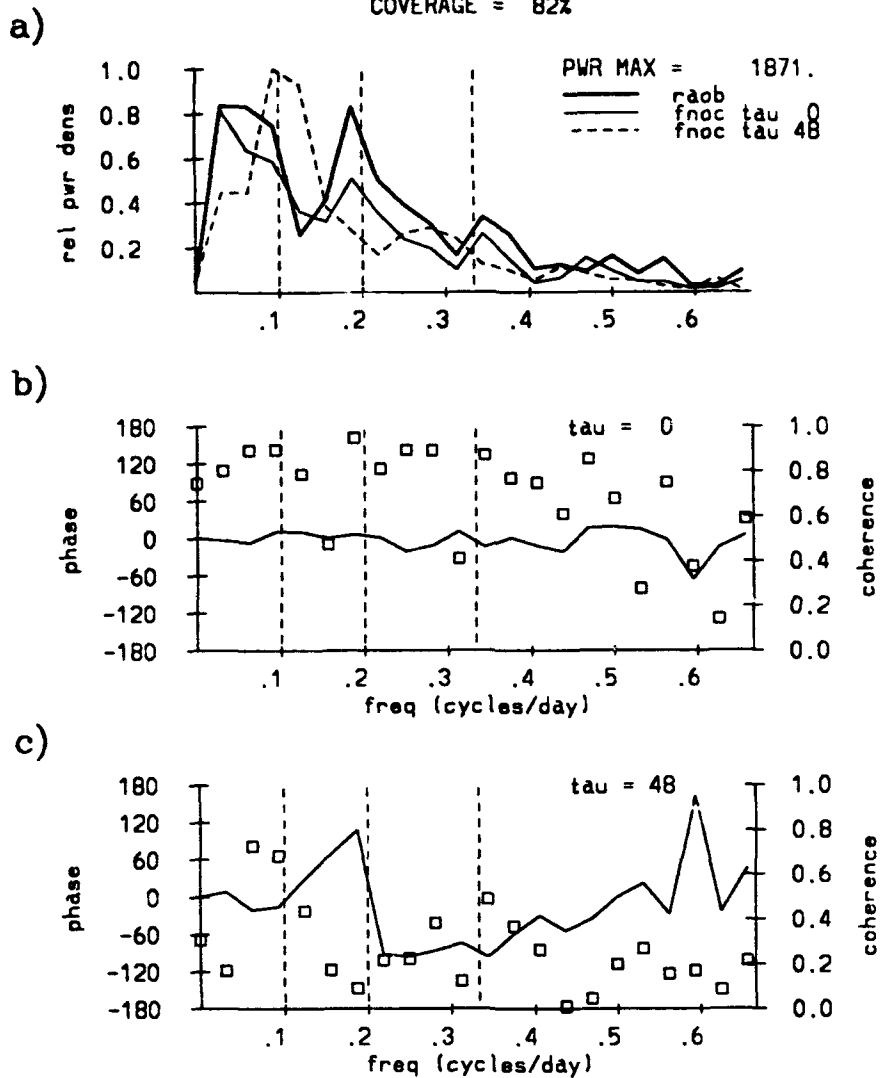 COVERAGE = 82%
a)
PWR MAX = 1871.
raob
fnoc tau 0
fnoc tau 48
rel pwr dens
1.0
0.8
0.6
0.4
0.2
.1 .2 .3 .4 .5 .6
b)
tau = 0
phase
180
120
60
0
-60
-120
-180
coherence
1.0
0.8
0.6
0.4
0.2
0.0
.1 .2 .3 .4 .5 .6
freq (cycles/day)
c)
tau = 48
phase
180
120
60
0
-60
-120
-180
coherence
1.0
0.8
0.6
0.4
0.2
0.0
.1 .2 .3 .4 .5 .6
freq (cycles/day)